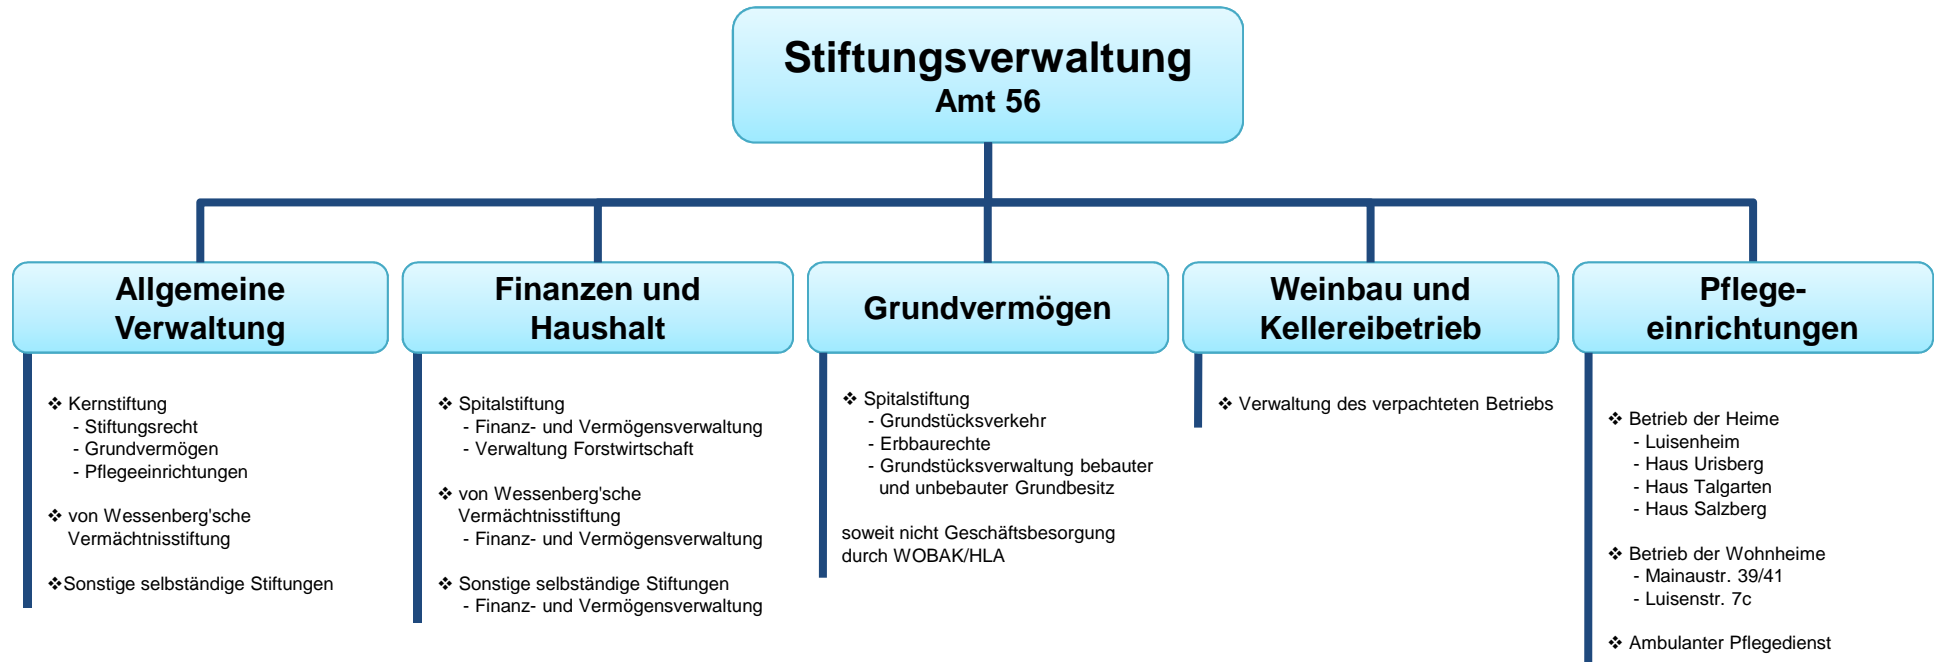 Stiftungsverwaltung
Amt 56
Allgemeine
Verwaltung
❖ Kernstiftung
- Stiftungsrecht
- Grundvermögen
- Pflegeeinrichtungen
❖ von Wessenberg'sche
Vermächtnisstiftung
❖Sonstige selbständige Stiftungen
Finanzen und
Haushalt
❖ Spitalstiftung
- Finanz- und Vermögensverwaltung
- Verwaltung Forstwirtschaft
❖ von Wessenberg'sche
Vermächtnisstiftung
- Finanz- und Vermögensverwaltung
❖ Sonstige selbständige Stiftungen
- Finanz- und Vermögensverwaltung
Grundvermögen
❖ Spitalstiftung
- Grundstücksverkehr
- Erbbaurechte
- Grundstücksverwaltung bebauter
und unbebauter Grundbesitz
soweit nicht Geschäftsbesorgung
durch WOBAK/HLA
Weinbau und
Kellereibetrieb
❖ Verwaltung des verpachteten Betriebs
Pflege-
einrichtungen
❖ Betrieb der Heime
- Luisenheim
- Haus Urisberg
- Haus Talgarten
- Haus Salzberg
❖ Betrieb der Wohnheime
- Mainaustr. 39/41
- Luisenstr. 7c
❖ Ambulanter Pflegedienst